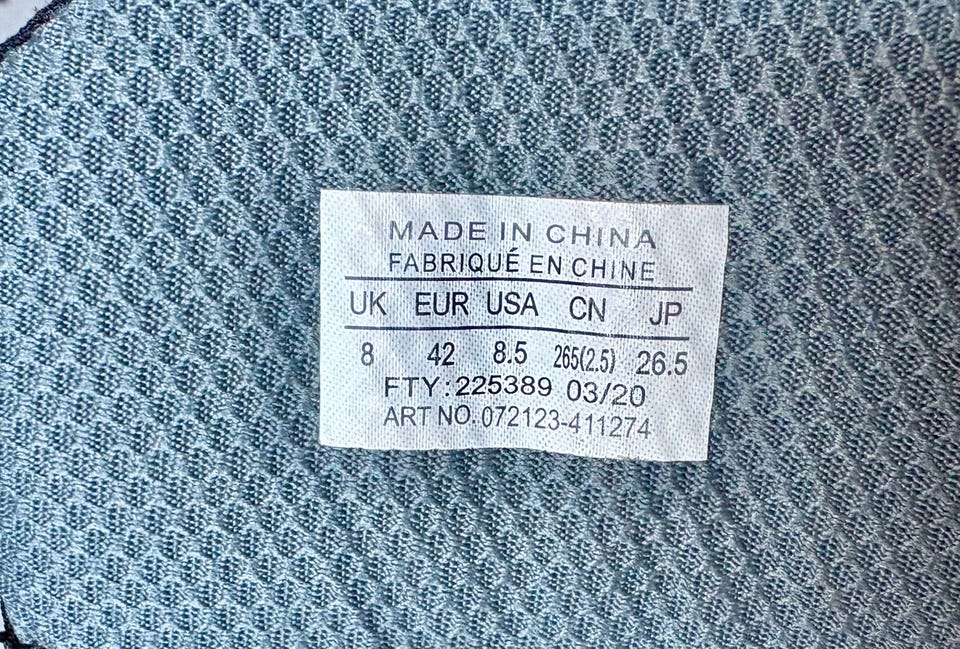 MADE IN CHINA
FABRIQUÉ EN CHINE
UK EUR USA CN JP
8 42 8.5 265(2.5) 26.5
FTY:225389 03/20
ART NO.072123-411274